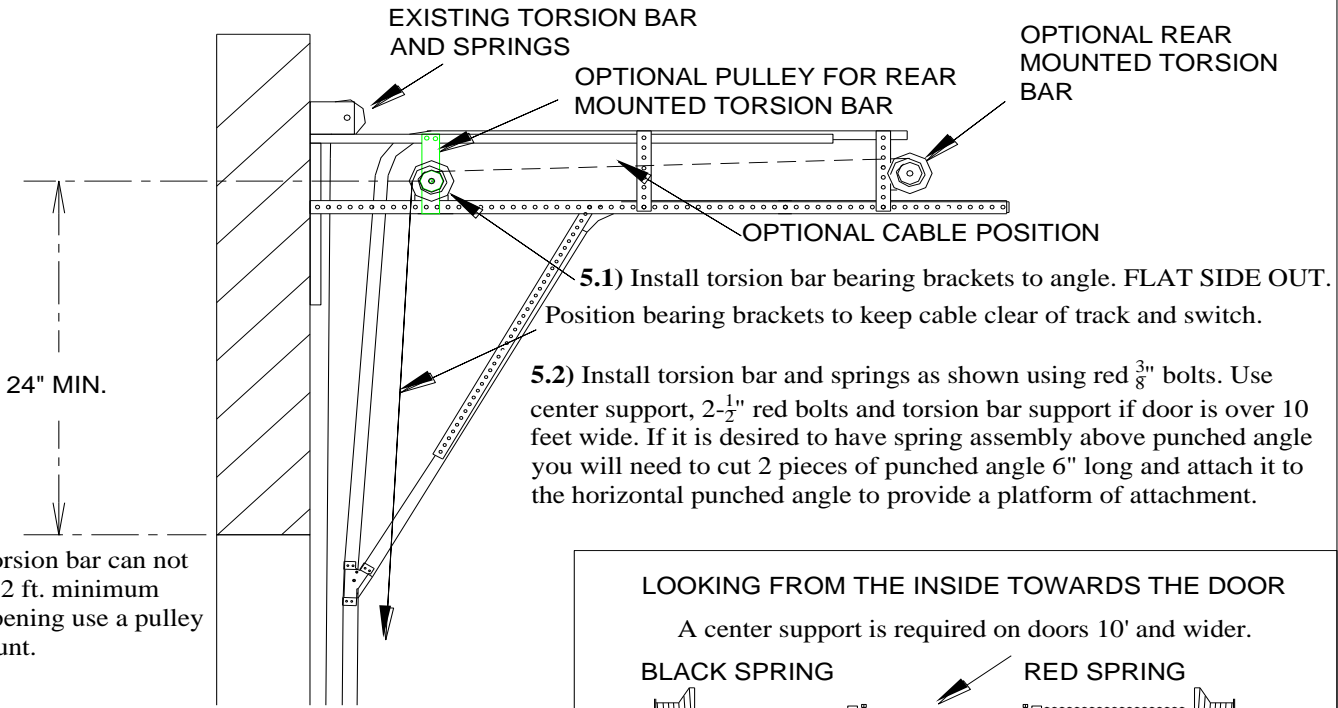 EXISTING TORSION BAR
AND SPRINGS
OPTIONAL PULLEY FOR REAR
MOUNTED TORSION BAR
OPTIONAL REAR
MOUNTED TORSION
BAR
OPTIONAL CABLE POSITION
5.1) Install torsion bar bearing brackets to angle. FLAT SIDE OUT.
Position bearing brackets to keep cable clear of track and switch.
24" MIN.
5.2) Install torsion bar and springs as shown using red 3/8" bolts. Use
center support, 2-1/2" red bolts and torsion bar support if door is over 10
feet wide. If it is desired to have spring assembly above punched angle
you will need to cut 2 pieces of punched angle 6" long and attach it to
the horizontal punched angle to provide a platform of attachment.
bar can not
2 ft. minimum
use a pulley
LOOKING FROM THE INSIDE TOWARDS THE DOOR
A center support is required on doors 10' and wider.
BLACK SPRING
RED SPRING